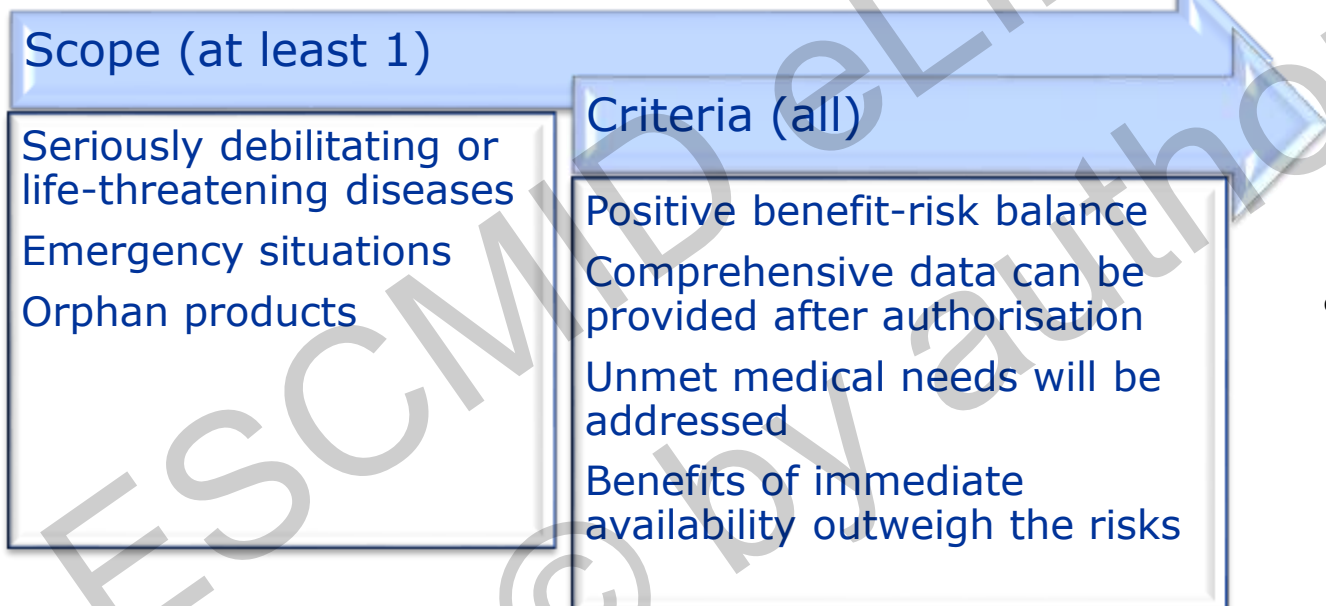 Scope (at least 1)
Seriously debilitating or
life-threatening diseases
Emergency situations
Orphan products
Criteria (all)
Positive benefit-risk balance
Comprehensive data can be
provided after authorisation
Unmet medical needs will be
addressed
Benefits of immediate
availability outweigh the risks
ESCMID eLi
© by autho